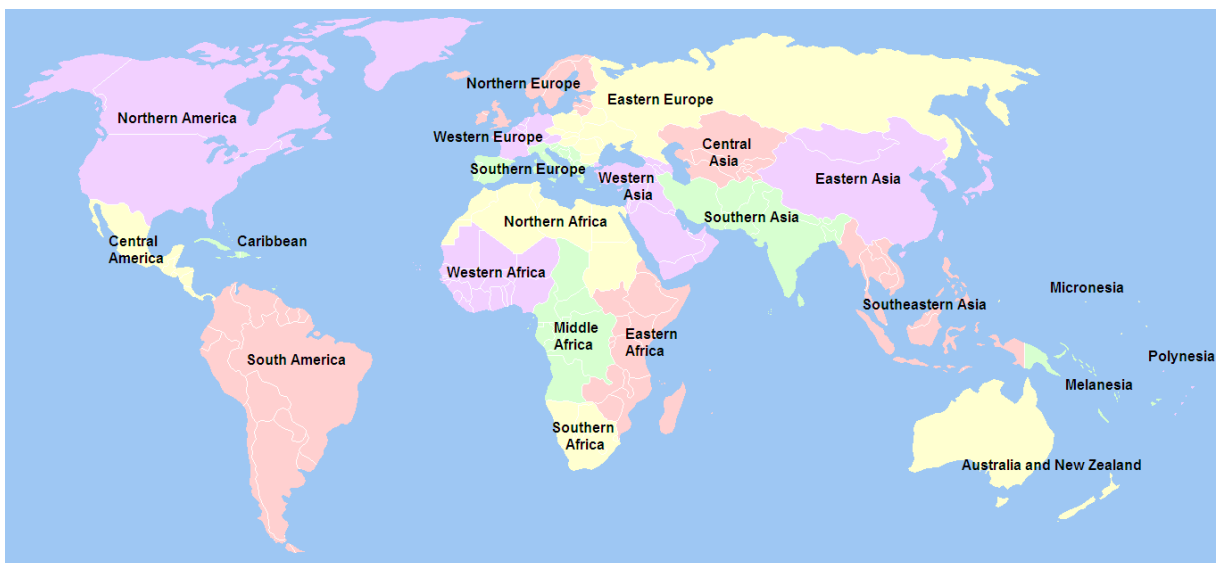 Northern Europe
Eastern Europe
Northern America
Western Europe
Central
Asia
Southern Europe
Western
Asia
Eastern Asia
Northern Africa
Southern Asia
Central
America
Caribbean
Western Africa
Micronesia
Southeastern Asia
Middle
Africa
Eastern
Africa
South America
Polynesia
Melanesia
Southern
Africa
Australia and New Zealand